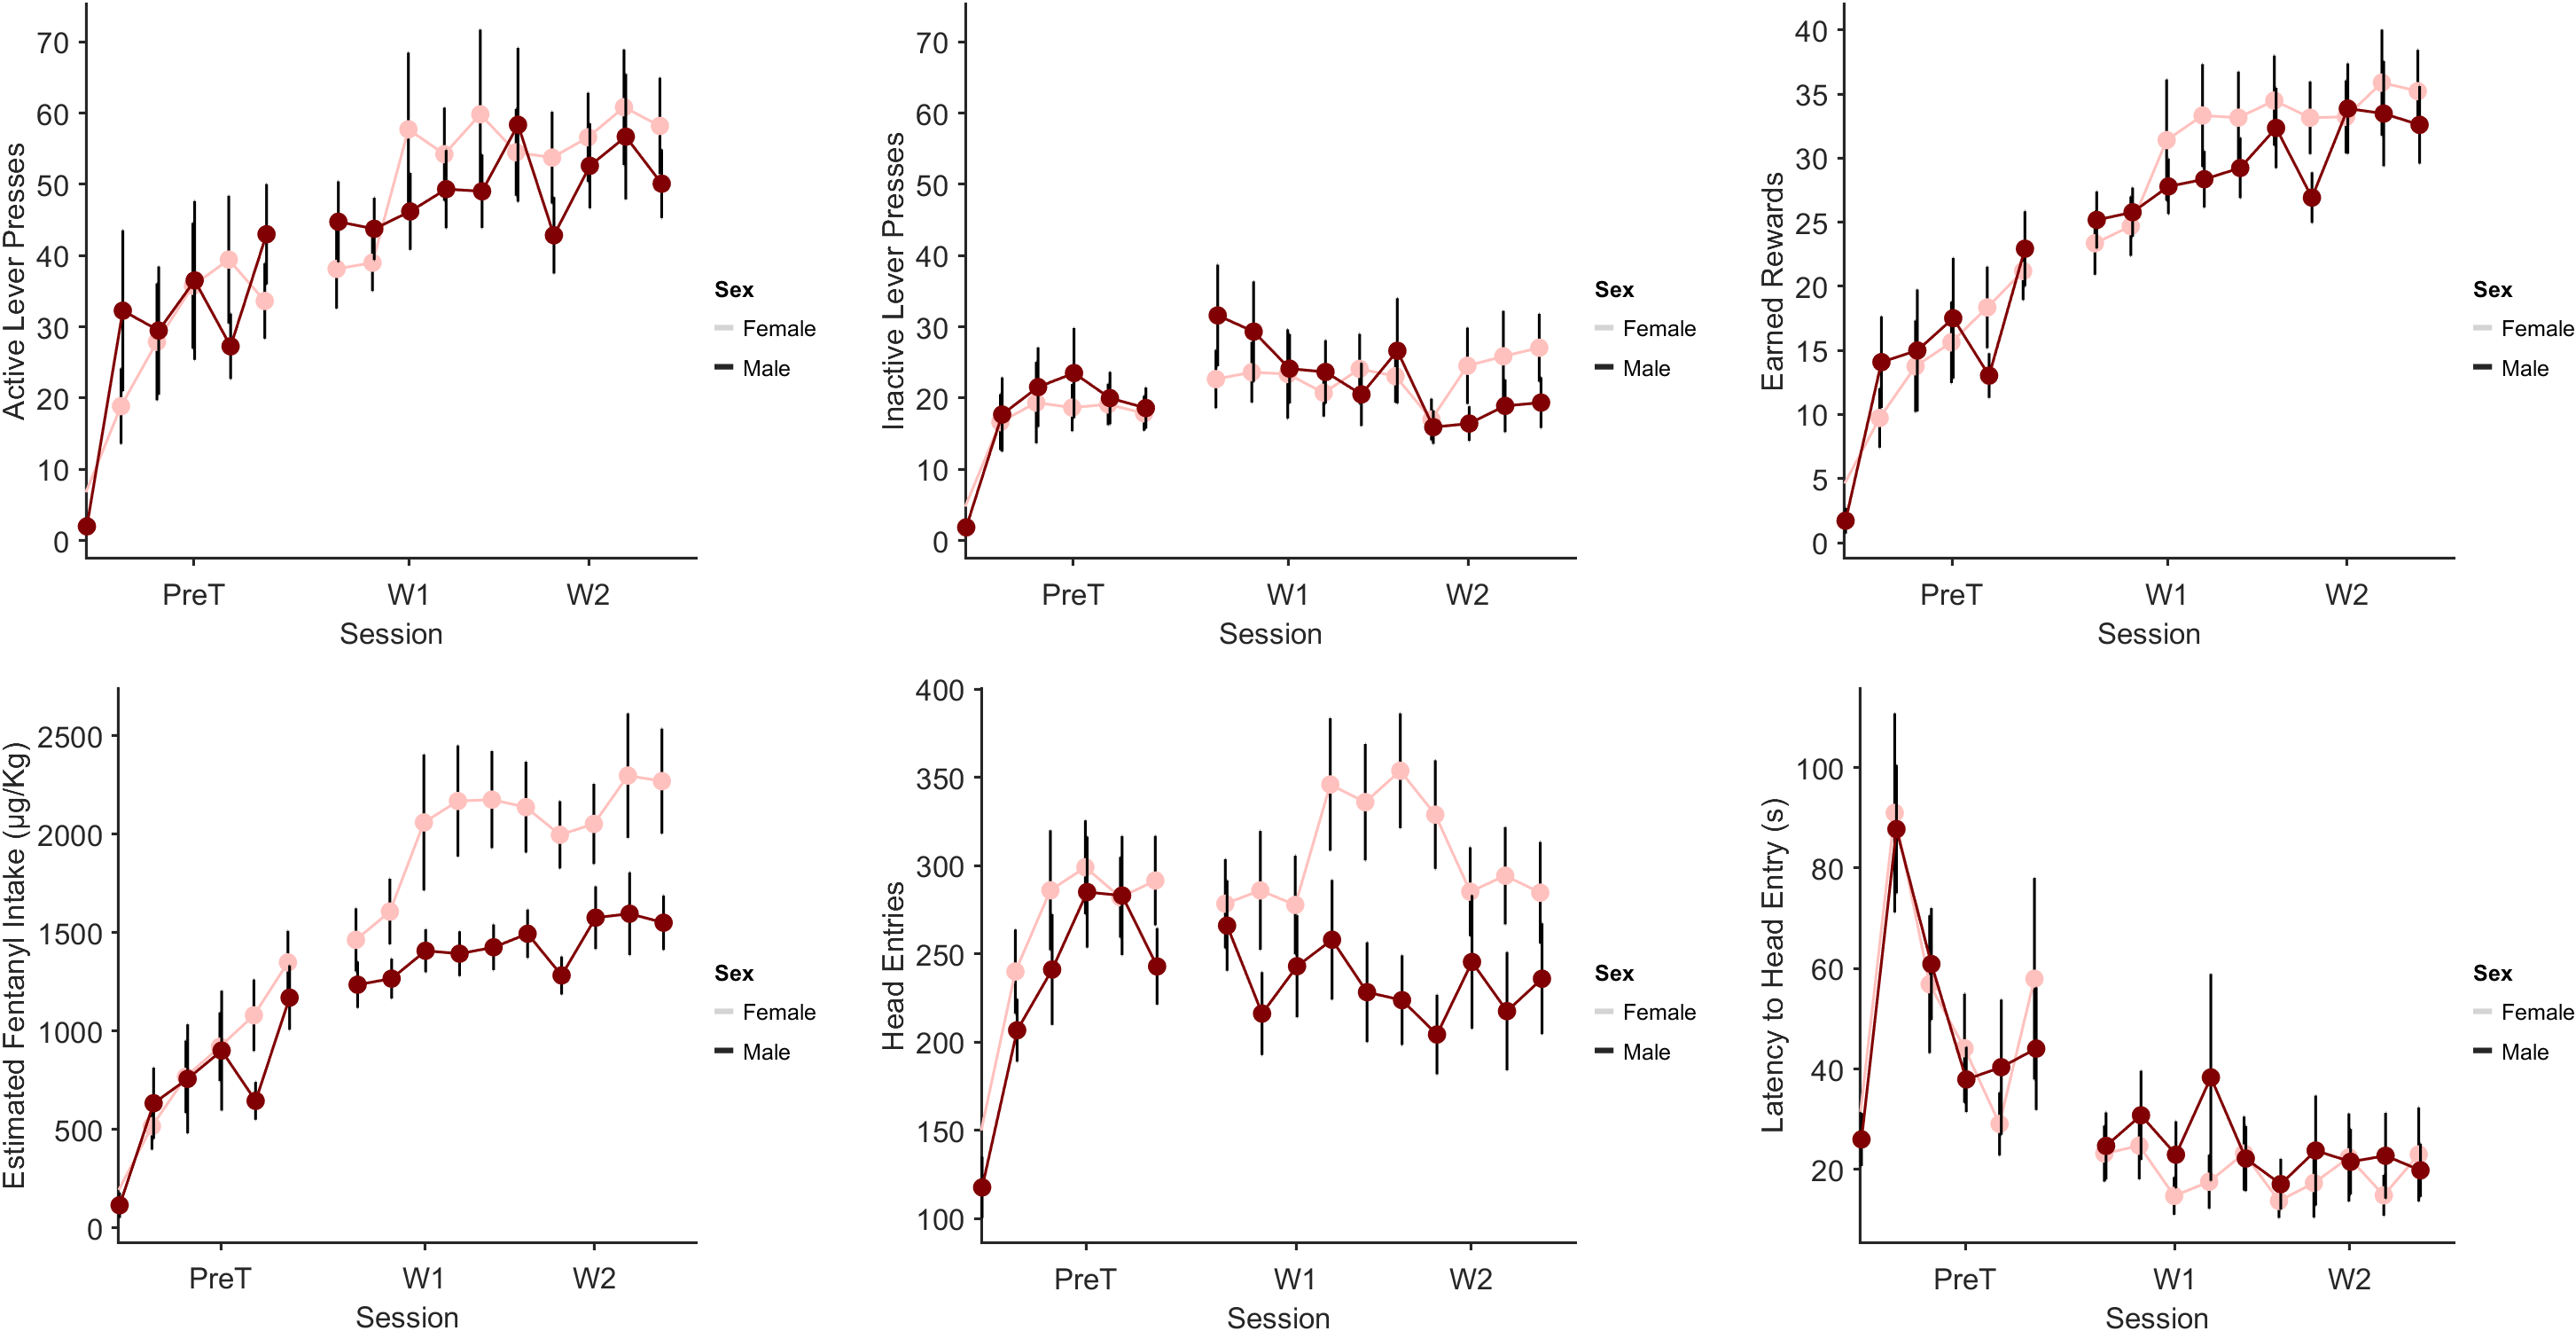 Active Lever Presses
70
60
50
40
30
20
10
0
PreT W1 W2
Session
Sex
Female
Male
Inactive Lever Presses
70
60
50
40
30
20
10
0
PreT W1 W2
Session
Sex
Female
Male
Earned Rewards
40
35
30
25
20
15
10
5
0
PreT W1 W2
Session
Sex
Female
Male
Estimated Fentanyl Intake (µg/Kg)
2500
2000
1500
1000
500
0
PreT W1 W2
Session
Sex
Female
Male
Head Entries
400
350
300
250
200
150
100
PreT W1 W2
Session
Sex
Female
Male
Latency to Head Entry (s)
100
80
60
40
20
PreT W1 W2
Session
Sex
Female
Male